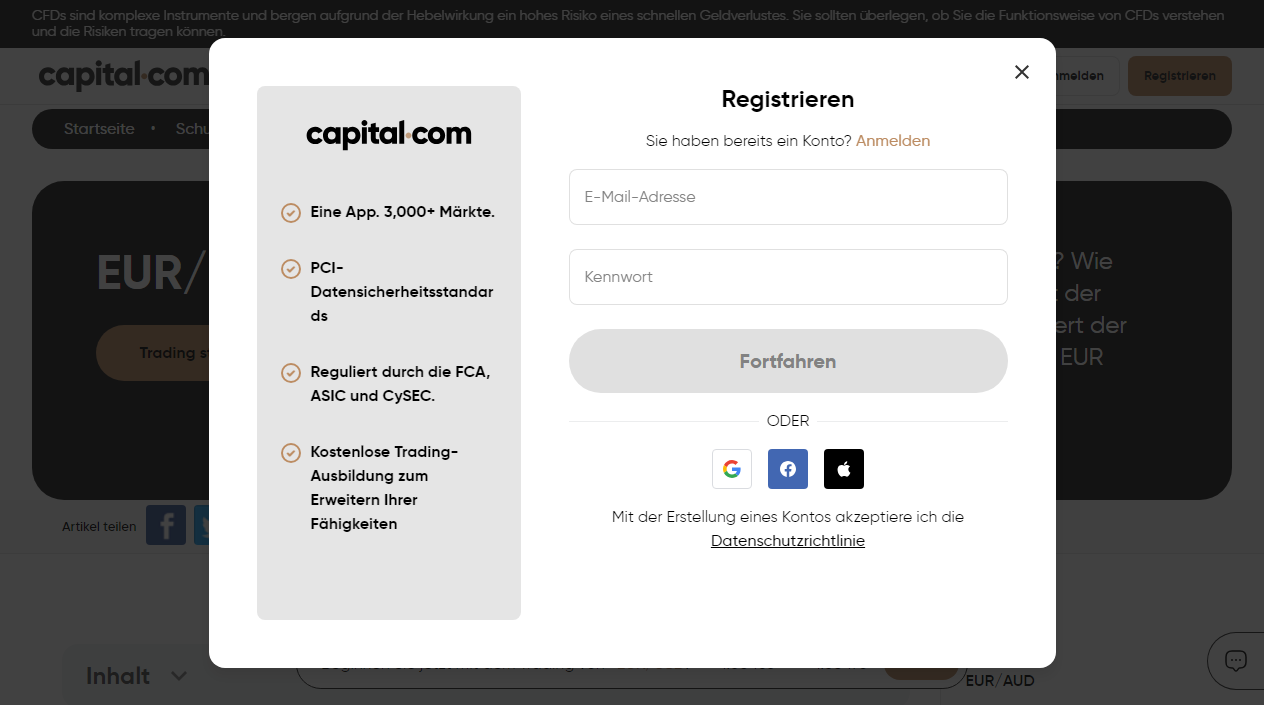 CFDs sind komplexe Instrumente und bergen aufgrund der Hebelwirkung ein hohes Risiko eines schnellen Geldverlustes. Sie sollten überlegen, ob Sie die Funktionsweise von CFDs verstehen
und die Risiken tragen können.
capital.com
Registrieren
Startseite
EUR/
? Wie
der
der
EUR
Trading
Artikel teilen
Inhalt
EUR/AUD
capital.com
Eine App. 3,000+ Märkte.
PCI-
Datensicherheitsstandar
ds
Reguliert durch die FCA,
ASIC und CySEC.
Kostenlose Trading-
Ausbildung zum
Erweitern Ihrer
Fähigkeiten
Registrieren
Sie haben bereits ein Konto? Anmelden
E-Mail-Adresse
Kennwort
Fortfahren
ODER
Mit der Erstellung eines Kontos akzeptiere ich die
Datenschutzrichtlinie